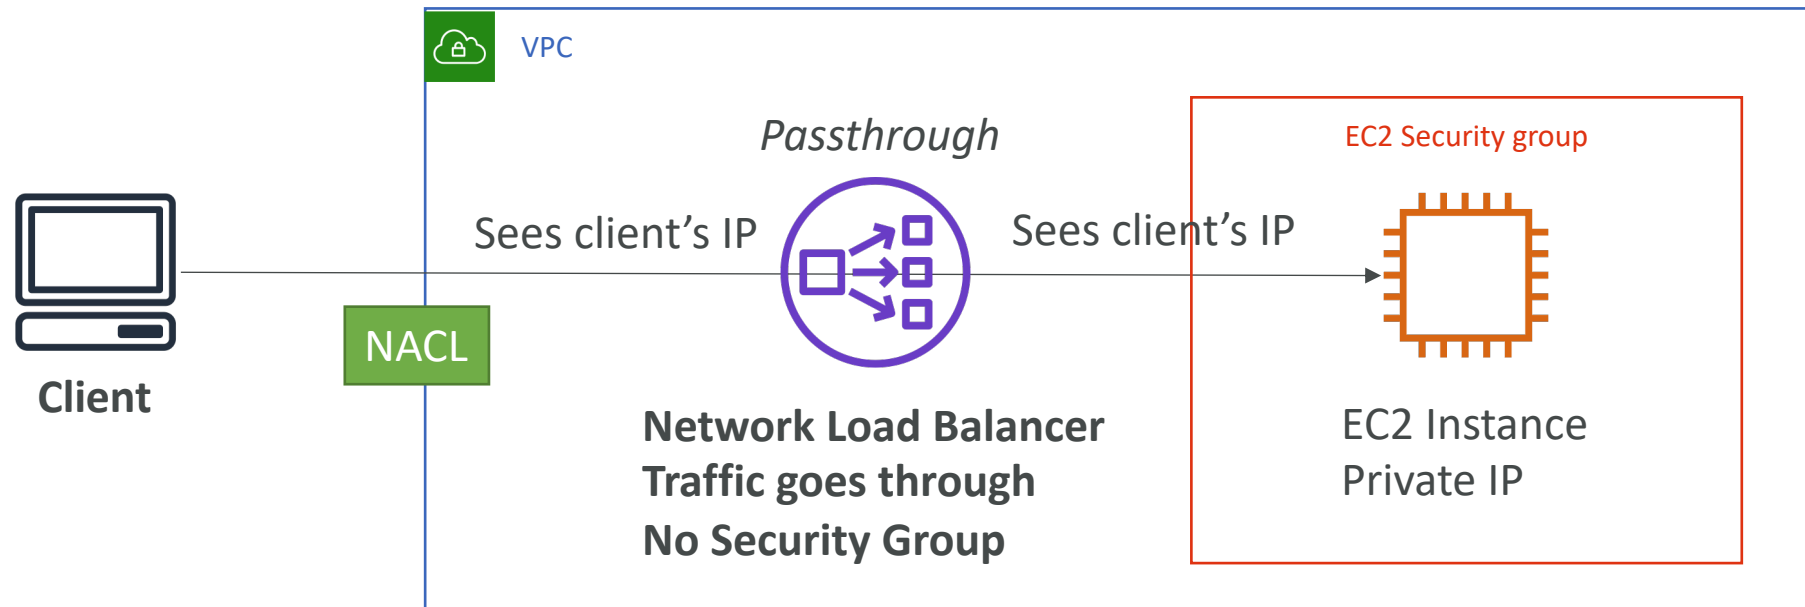 VPC
Passthrough
EC2 Security group
Sees client’s IP
Sees client’s IP
NACL
Client
Network Load Balancer
Traffic goes through
No Security Group
EC2 Instance
Private IP